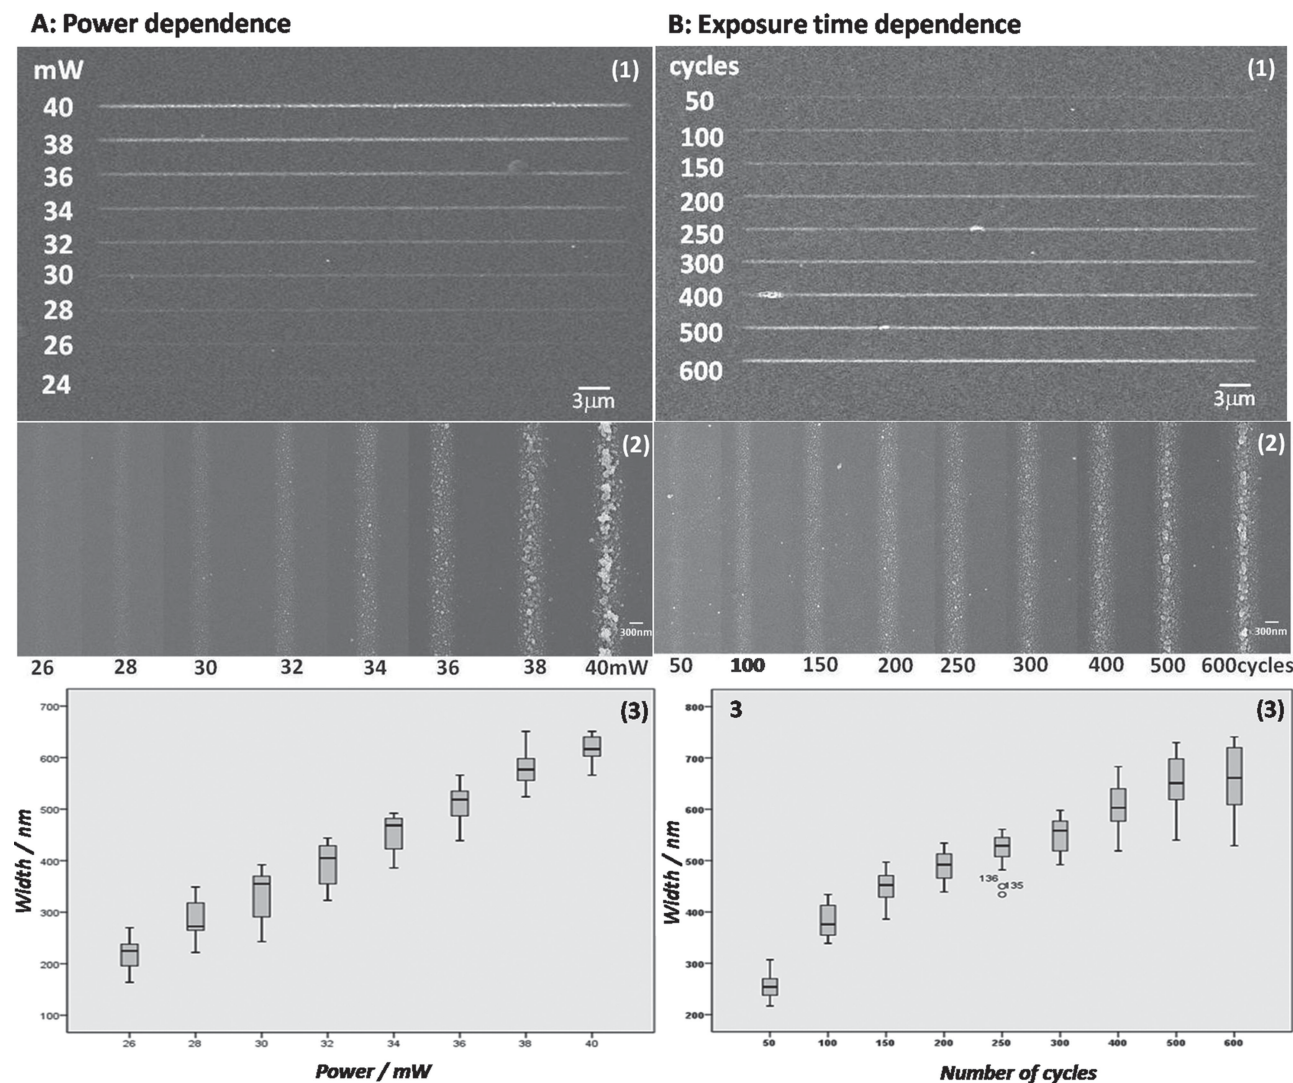 A: Power dependence
mW
(1)
40
38
36
34
32
30
28
26
24
3μm
(2)
300nm
26 28 30 32 34 36 38 40mW
(3)
700
600
500
400
300
200
100
Width / nm
26 28 30 32 34 36 38 40
Power / mW
B: Exposure time dependence
cycles
(1)
50
100
150
200
250
300
400
500
600
3μm
(2)
300nm
50 100 150 200 250 300 400 500 600cycles
3
(3)
800
700
600
500
400
300
200
Width / nm
136
135
50 100 150 200 250 300 400 500 600
Number of cycles